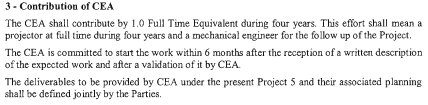 3 - Contribution of CEA
The CEA shall contribute by 1.0 Full Time Equivalent during four years. This effort shall mean a
projector at full time during four years and a mechanical engineer for the follow up of the Project.
The CEA is committed to start the work within 6 months after the reception of a written description
of the expected work and after a validation of it by CEA.
The deliverables to be provided by CEA under the present Project 5 and their associated planning
shall be defined jointly by the Parties.